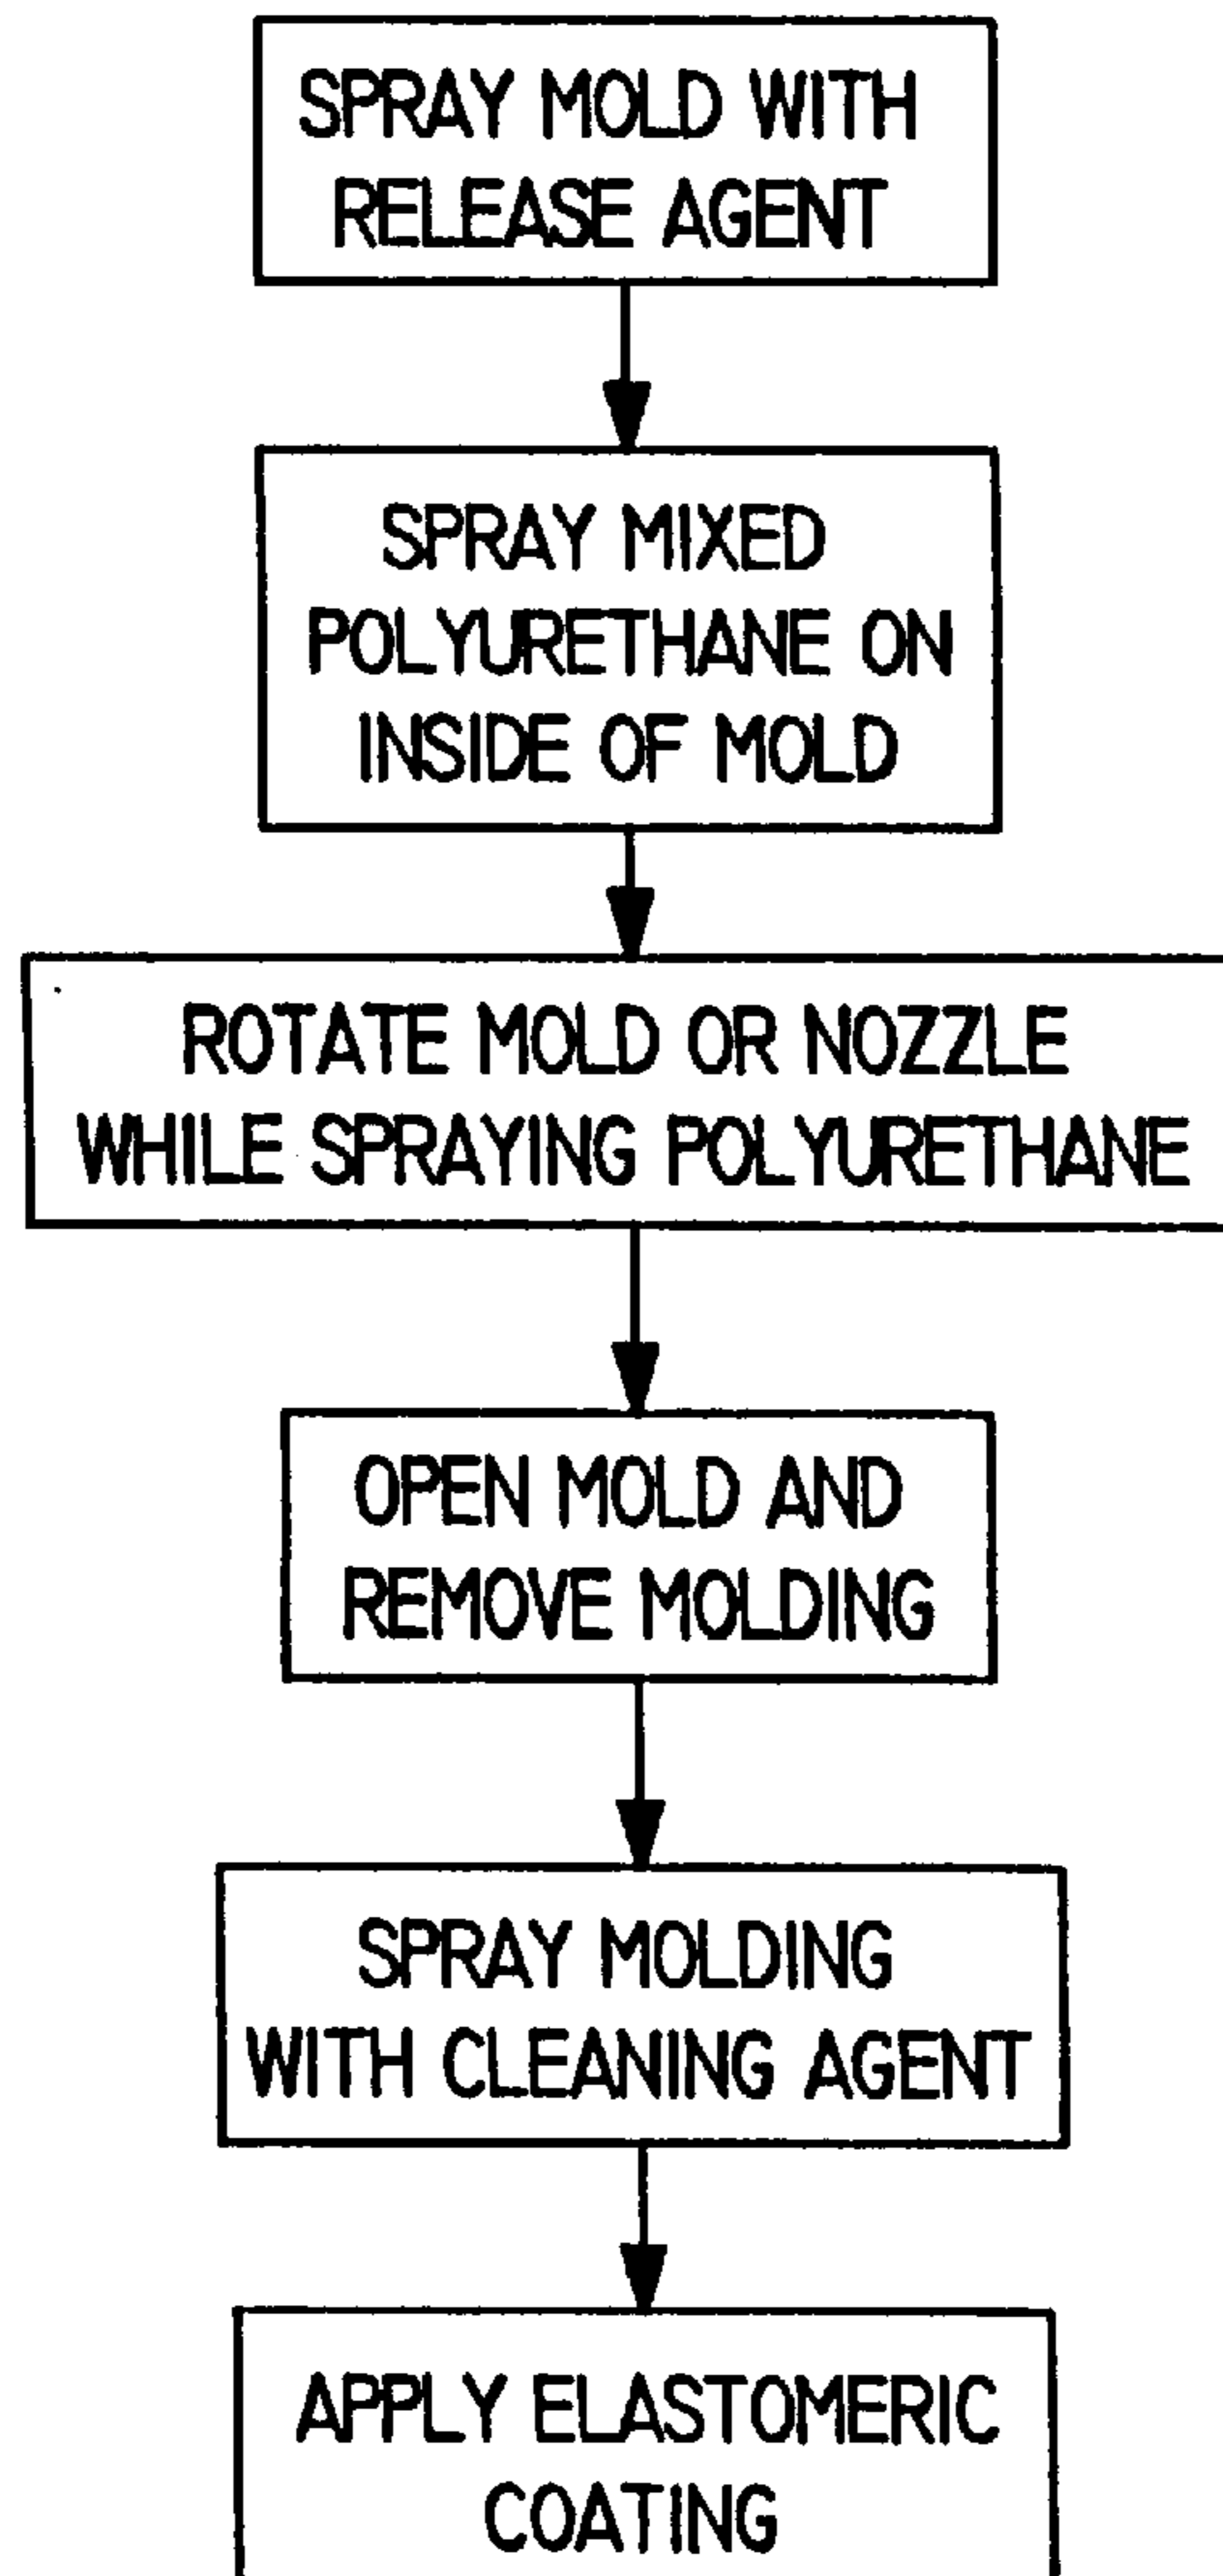 SPRAY MOLD WITH
RELEASE AGENT
SPRAY MIXED
POLYURETHANE ON
INSIDE OF MOLD
ROTATE MOLD OR NOZZLE
WHILE SPRAYING POLYURETHANE
OPEN MOLD AND
REMOVE MOLDING
SPRAY MOLDING
WITH CLEANING AGENT
APPLY ELASTOMERIC
COATING